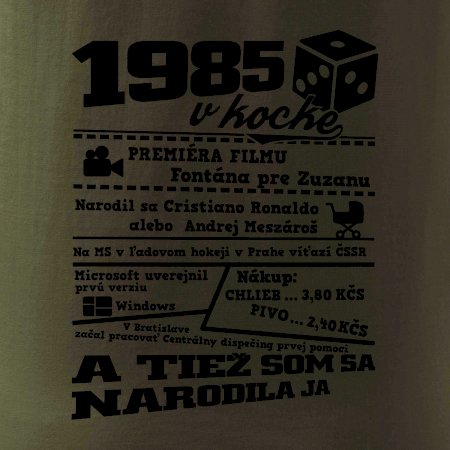 1985
v kocke
PREMIÉRA FILMU
Fontána pre Zuzanu
Narodil sa Cristiano Ronaldo
alebo Andrej Meszároš
Na MS v ľadovom hokeji v Prahe víťazí ČSSR
Microsoft uverejnil
prvú verziu
Windows
Nákup:
CHLIEB ... 3,80 KČS
PIVO ... 2,40 KČS
V Bratislave
začal pracovať Centrálny dispečing prvej pomoci
A TIEŽ SOM SA
NARODILA JA